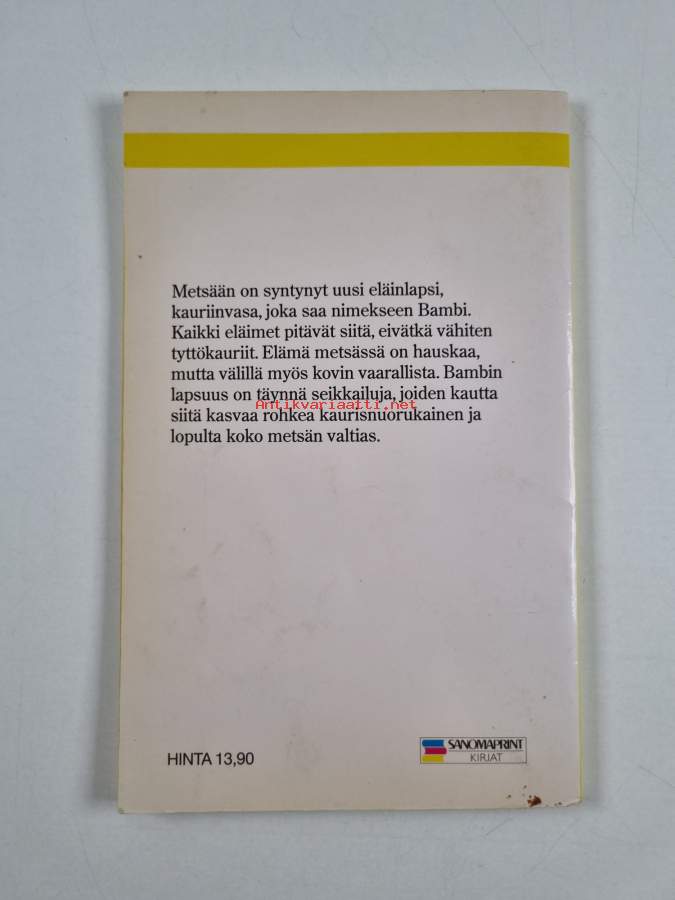 Metsään on syntynyt uusi eläinlapsi,
kauriinvasa, joka saa nimekseen Bambi.
Kaikki eläimet pitävät siitä, eivätkä vähiten
tyttökauriit. Elämä metsässä on hauskaa,
mutta välillä myös kovin vaarallista. Bambin
lapsuus on täynnä seikkailuja, joiden kautta
Antikvariaatti.net
siitä kasvaa rohkea kaurisnuorukainen ja
lopulta koko metsän valtias.
HINTA 13,90
SANOMAPRINT
KIRJAT